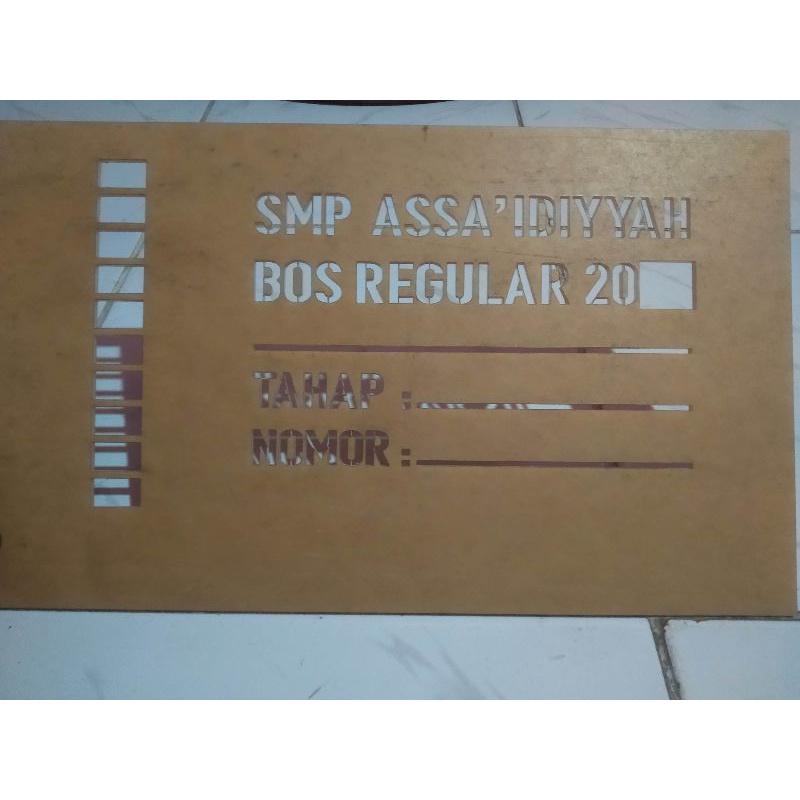 SMP ASSA'IDIYYAH
BOS REGULAR 20
TAHAP :
NOMOR :